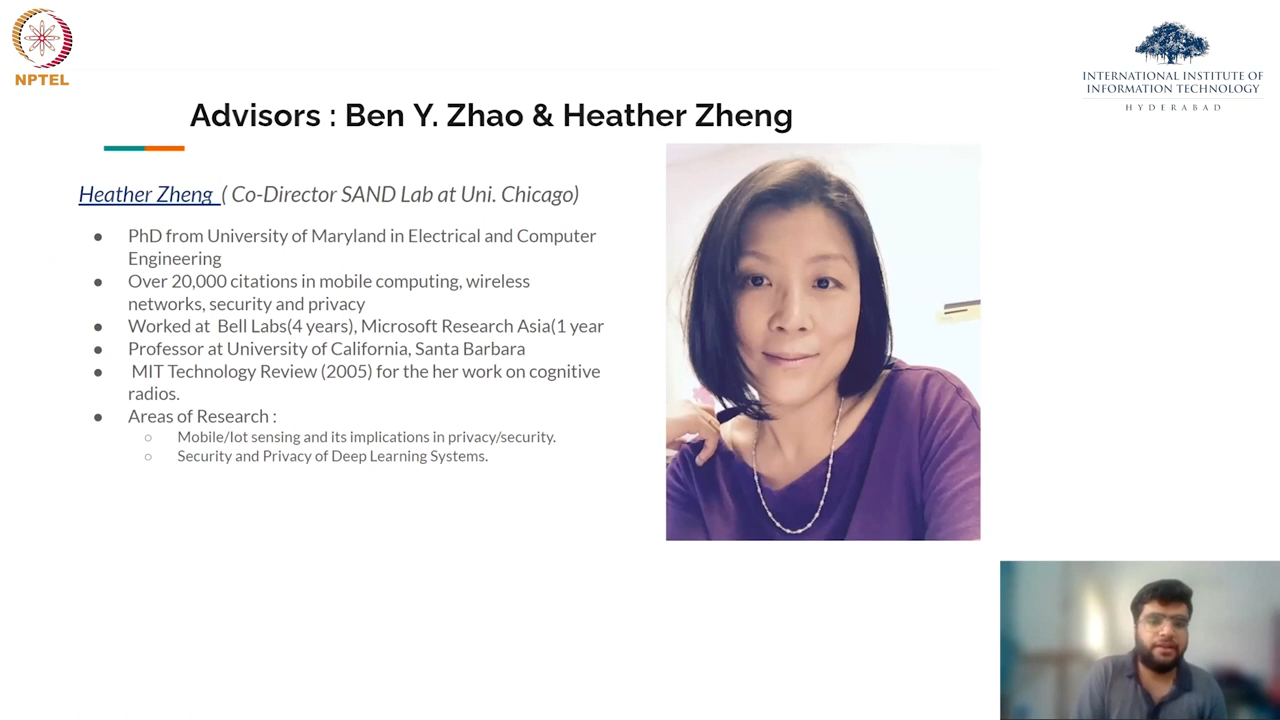 NPTEL
INTERNATIONAL INSTITUTE OF
INFORMATION TECHNOLOGY
HYDERABAD
Advisors : Ben Y. Zhao & Heather Zheng
Heather Zheng ( Co-Director SAND Lab at Uni. Chicago)
● PhD from University of Maryland in Electrical and Computer
Engineering
● Over 20,000 citations in mobile computing, wireless
networks, security and privacy
● Worked at Bell Labs(4 years), Microsoft Research Asia(1 year
● Professor at University of California, Santa Barbara
● MIT Technology Review (2005) for the her work on cognitive
radios.
● Areas of Research :
○ Mobile/Iot sensing and its implications in privacy/security.
○ Security and Privacy of Deep Learning Systems.